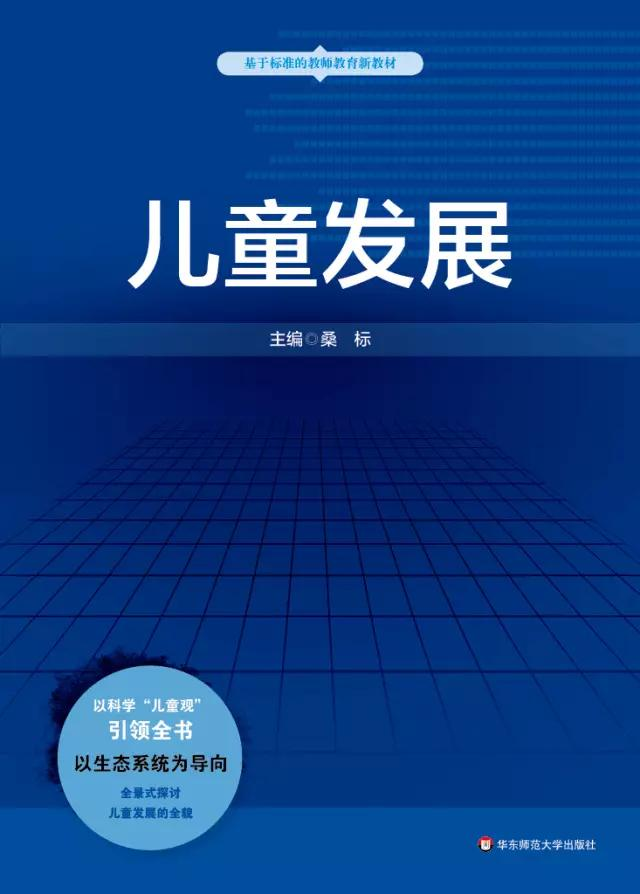 基于标准的教师教育新教材
儿童发展
主编◎桑 标
以科学“儿童观”
引领全书
以生态系统为导向
全景式探讨
儿童发展的全貌
华东师范大学出版社